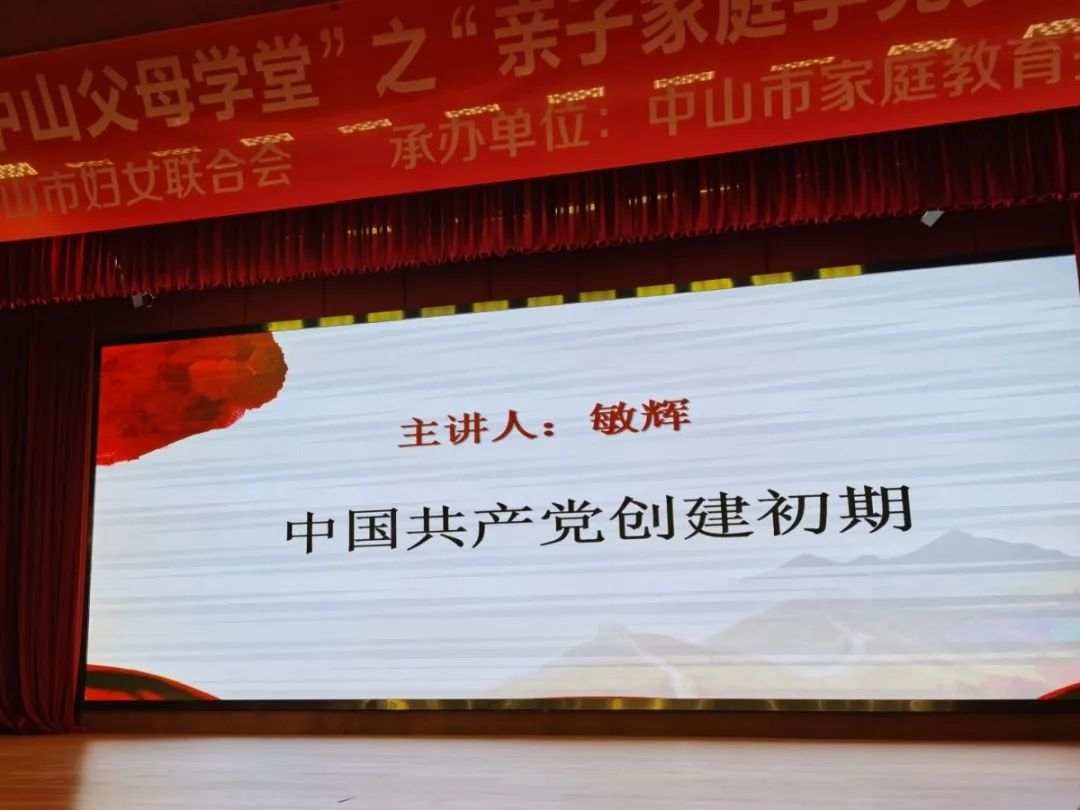 中山父母学堂”之“亲子家庭学党
山市妇女联合会 承办单位：中山市家庭教育
主讲人：敏辉
中国共产党创建初期